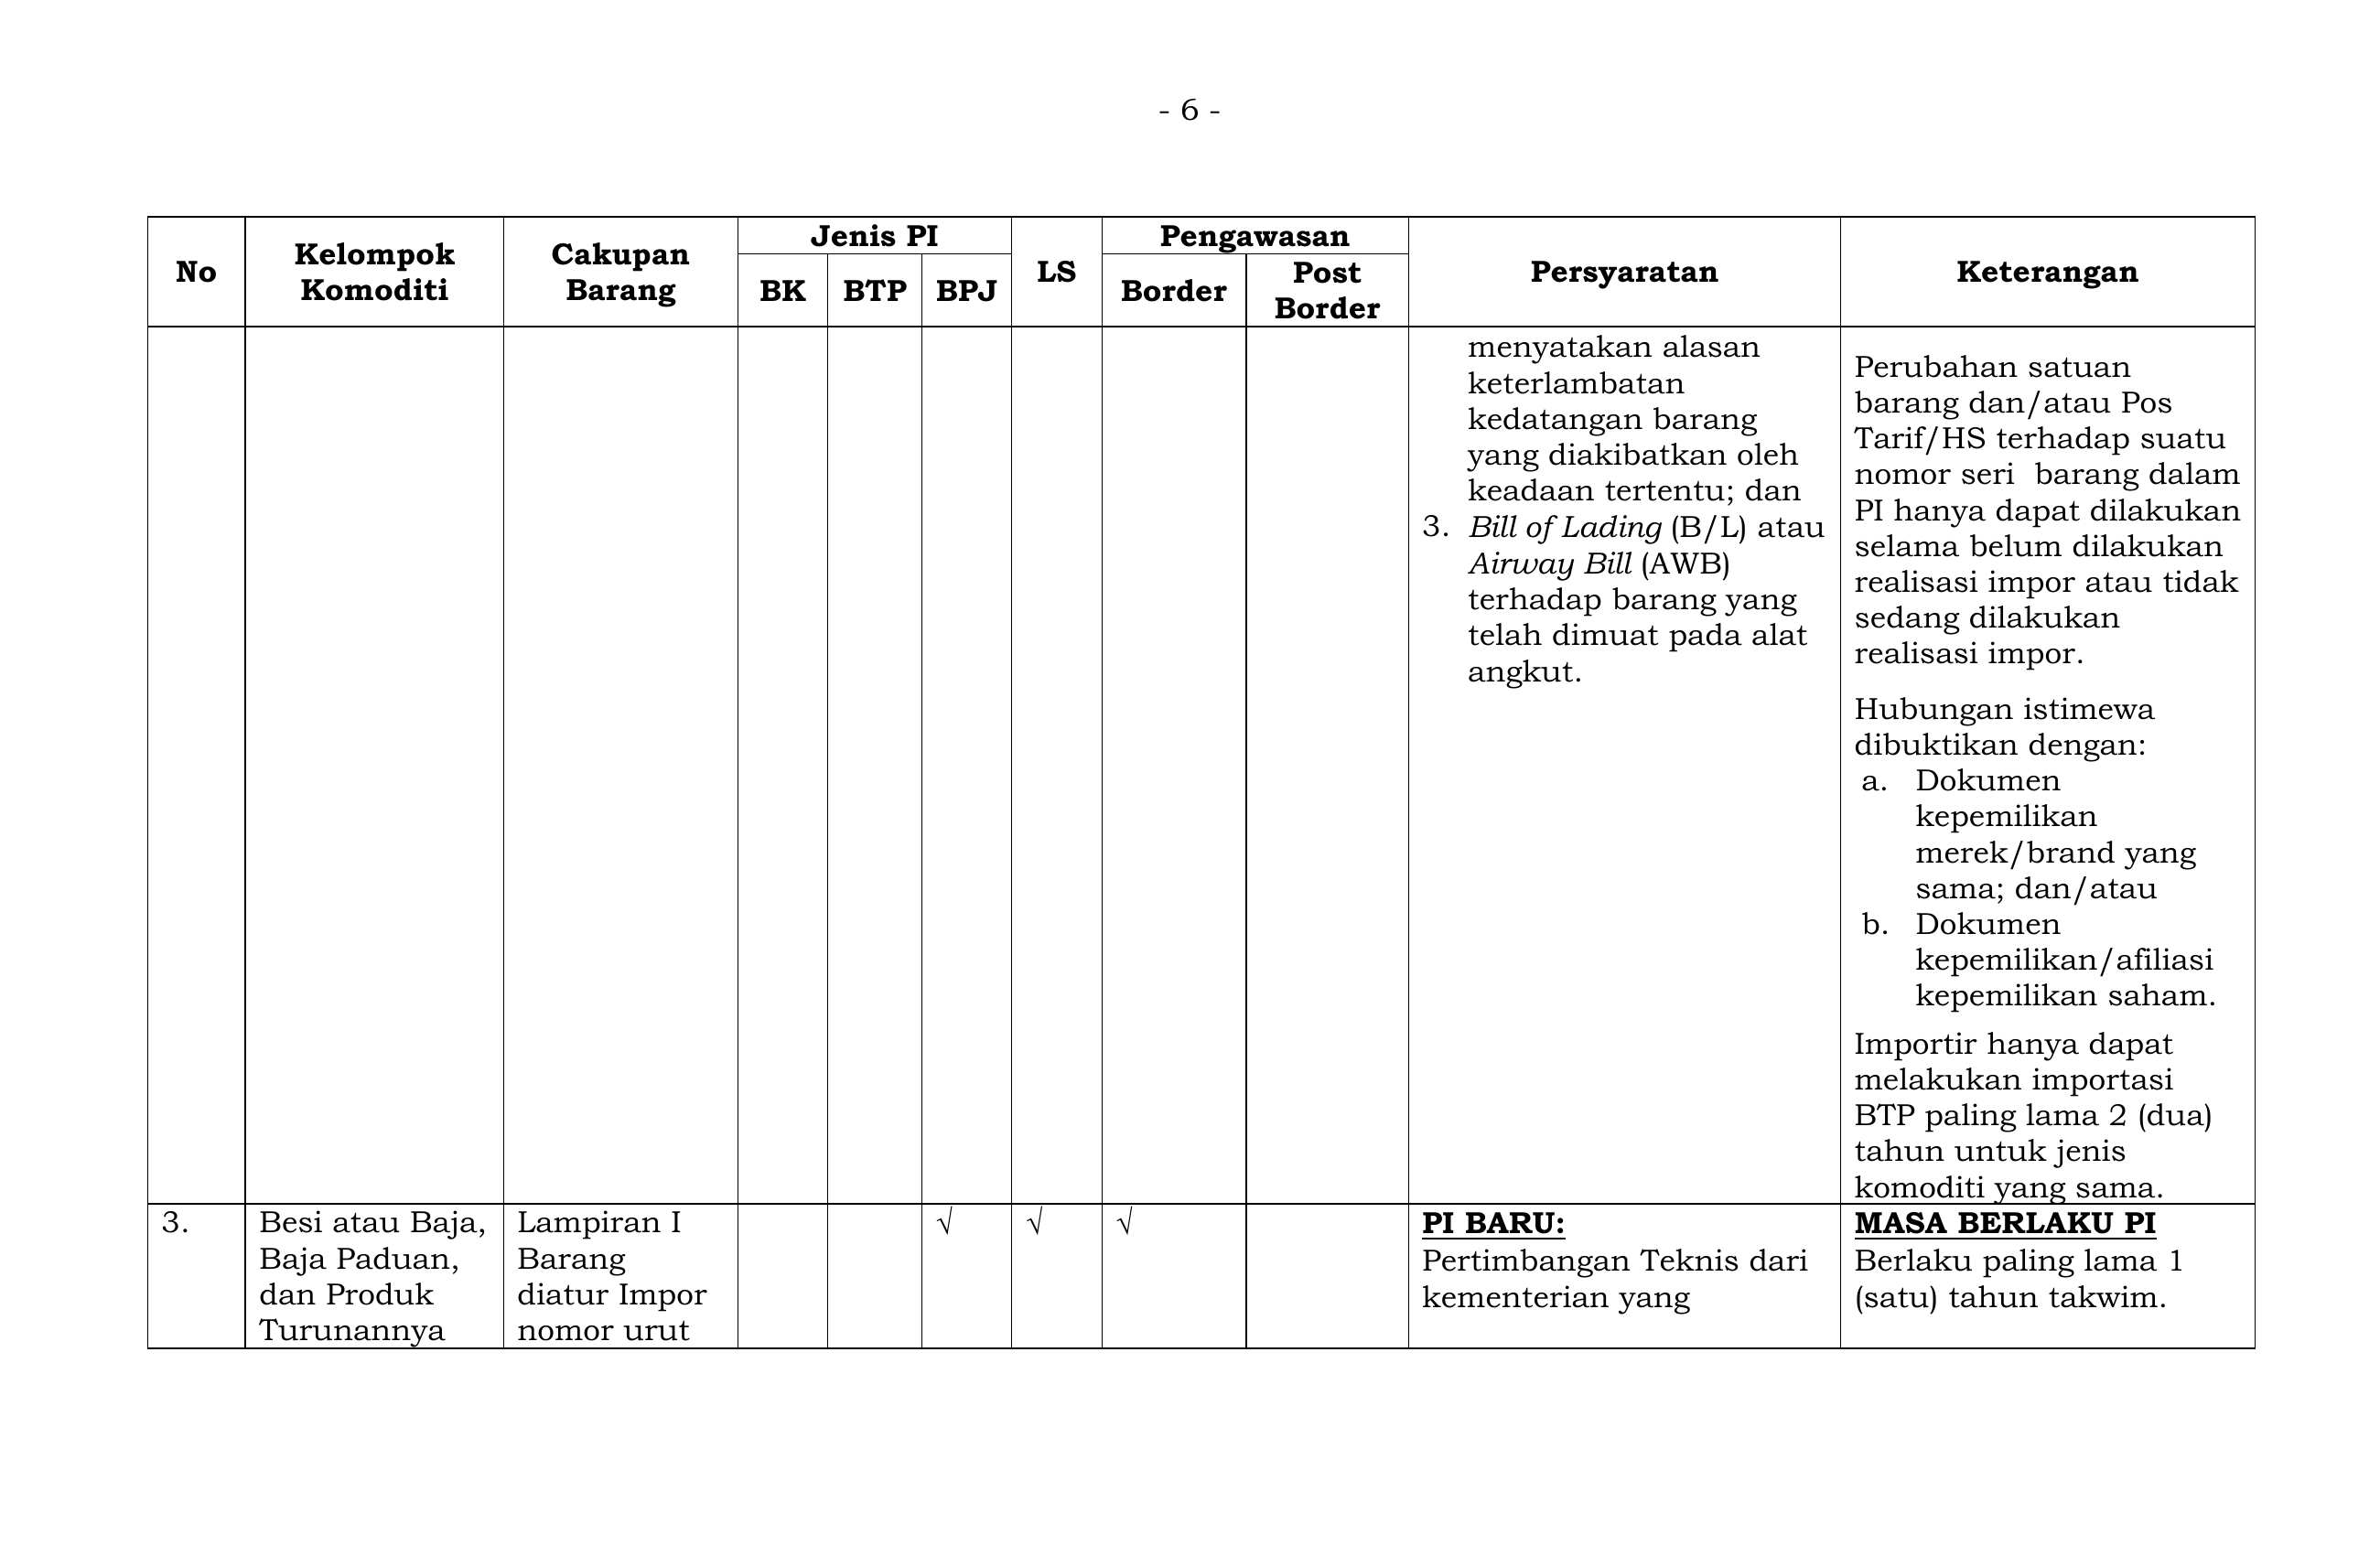 - 6 -
No
Kelompok
Komoditi
Cakupan
Barang
Jenis PI
BK
BTP
BPJ
LS
Pengawasan
Border
Post
Border
Persyaratan
Keterangan
menyatakan alasan
keterlambatan
kedatangan barang
yang diakibatkan oleh
keadaan tertentu; dan
3. Bill of Lading (B/L) atau
Airway Bill (AWB)
terhadap barang yang
telah dimuat pada alat
angkut.
Perubahan satuan
barang dan/atau Pos
Tarif/HS terhadap suatu
nomor seri barang dalam
PI hanya dapat dilakukan
selama belum dilakukan
realisasi impor atau tidak
sedang dilakukan
realisasi impor.
Hubungan istimewa
dibuktikan dengan:
a. Dokumen
kepemilikan
merek/brand yang
sama; dan/atau
b. Dokumen
kepemilikan/afiliasi
kepemilikan saham.
Importir hanya dapat
melakukan importasi
BTP paling lama 2 (dua)
tahun untuk jenis
komoditi yang sama.
3.
Besi atau Baja,
Baja Paduan,
dan Produk
Turunannya
Lampiran I
Barang
diatur Impor
nomor urut
√
√
√
PI BARU:
Pertimbangan Teknis dari
kementerian yang
MASA BERLAKU PI
Berlaku paling lama 1
(satu) tahun takwim.